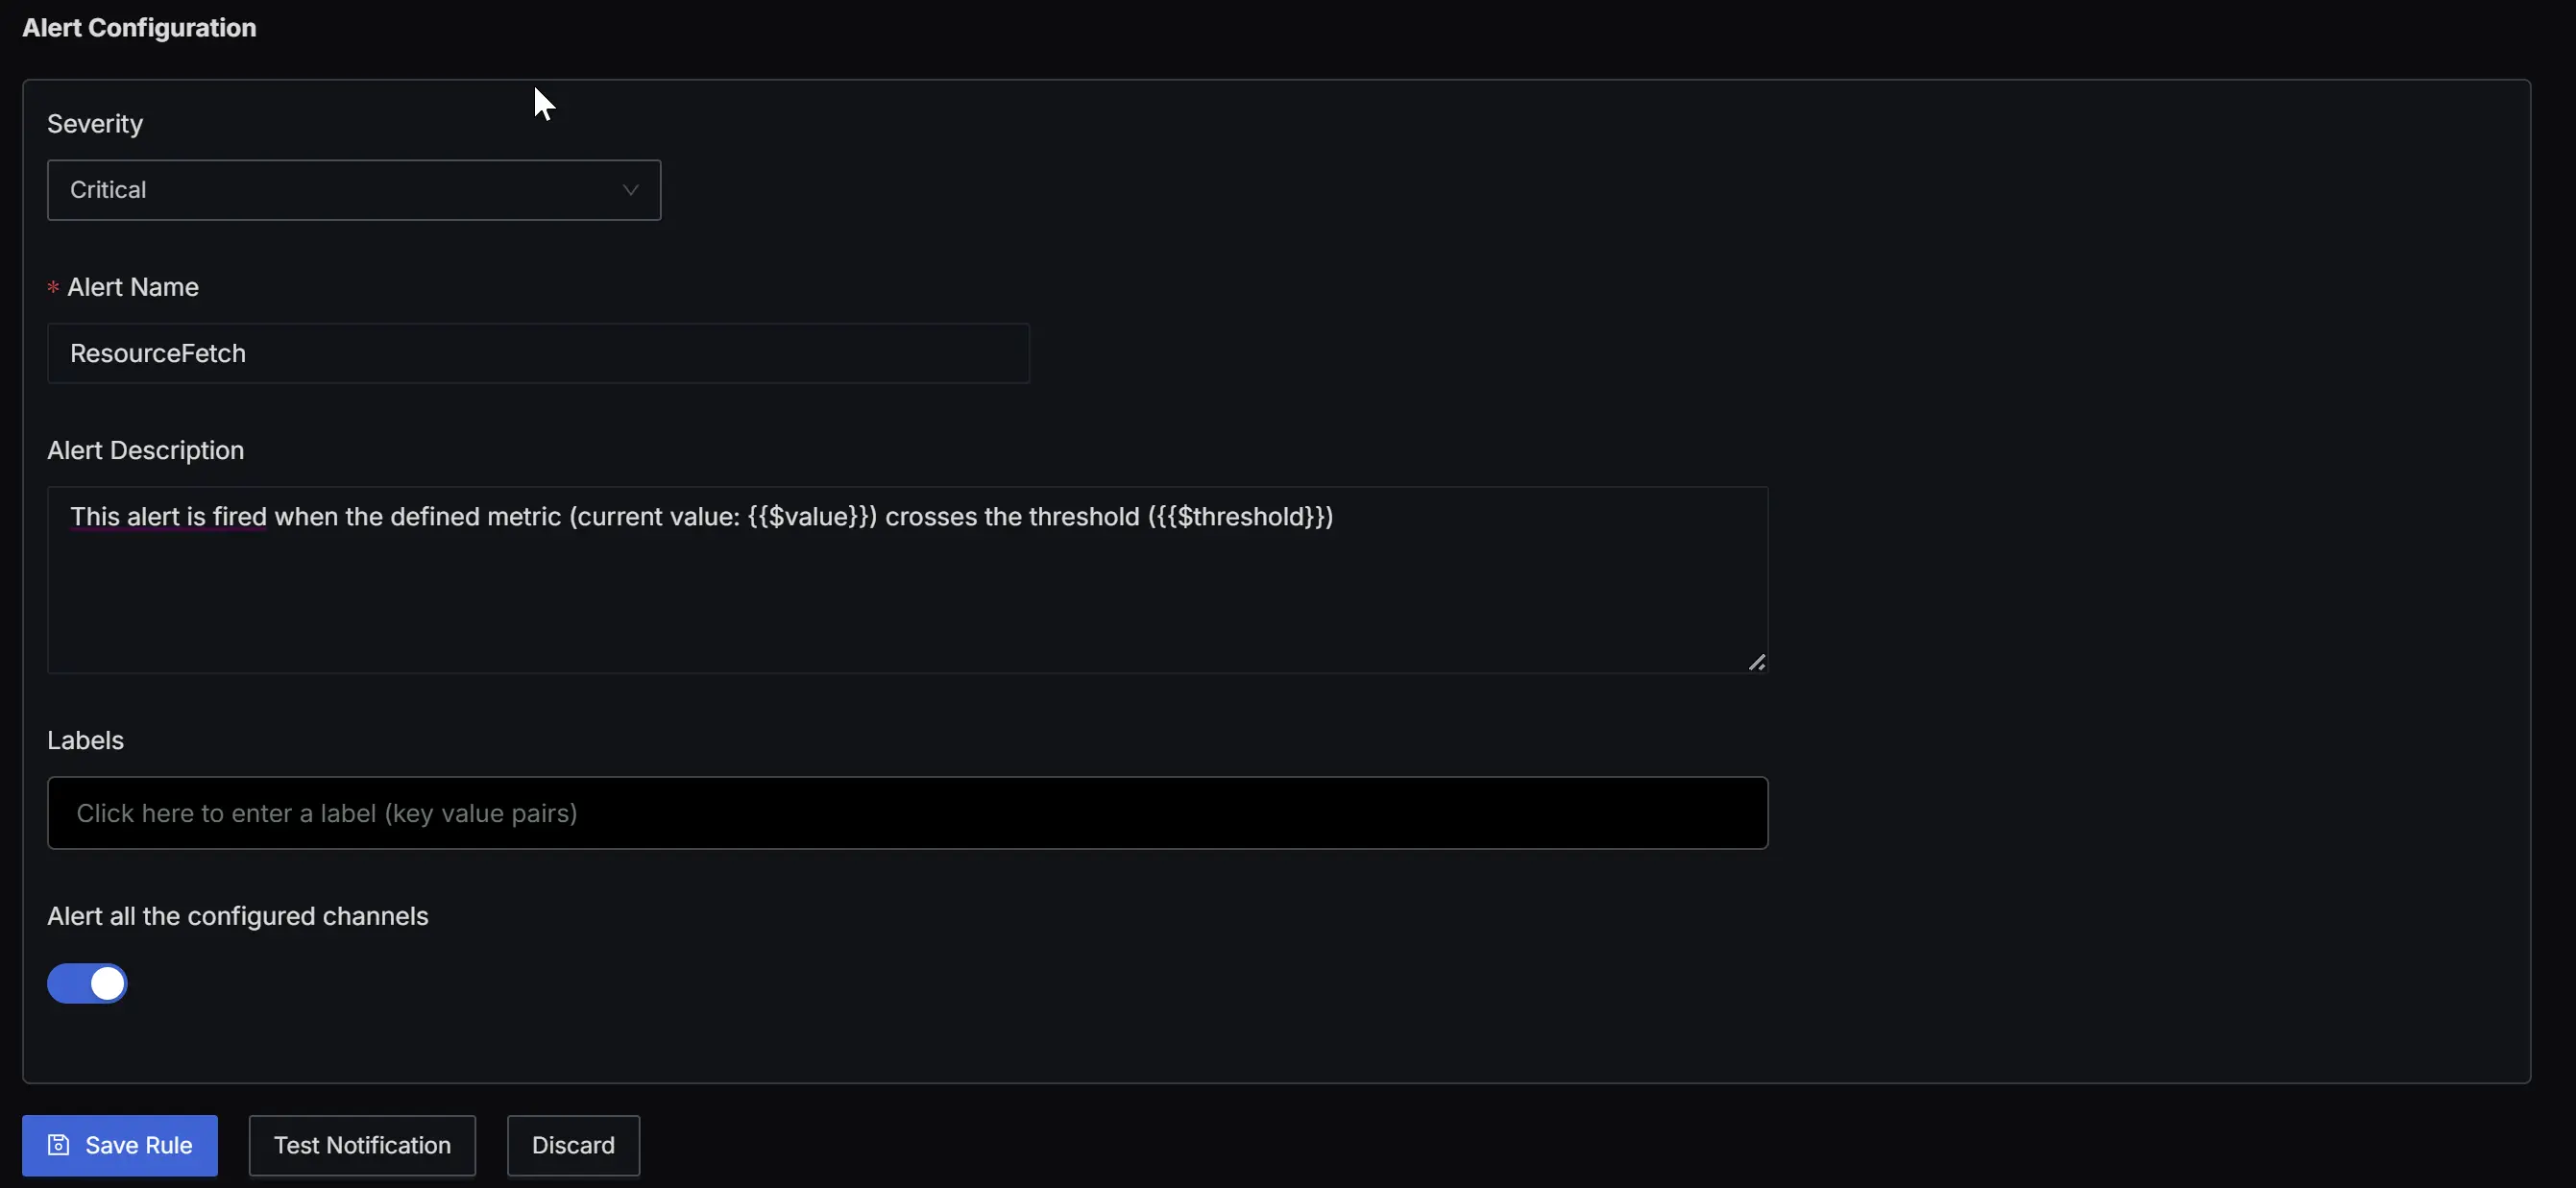 Alert Configuration
Severity
Critical
* Alert Name
ResourceFetch
Alert Description
This alert is fired when the defined metric (current value: {{$value}}) crosses the threshold ({{$threshold}})
Labels
Click here to enter a label (key value pairs)
Alert all the configured channels
Save Rule
Test Notification
Discard